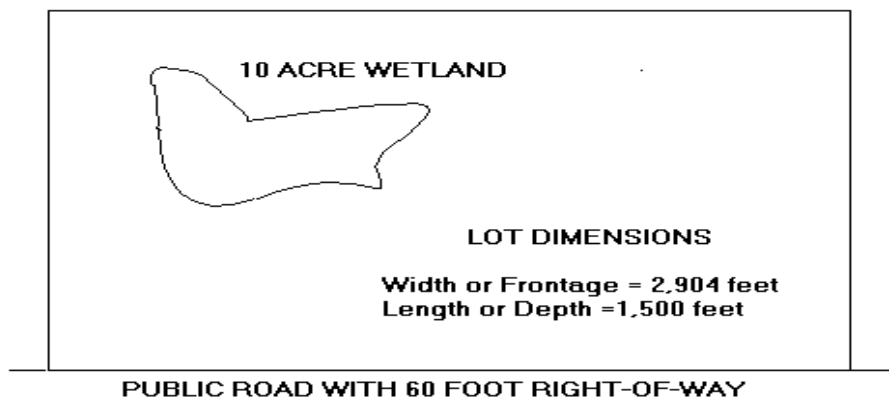 10 ACRE WETLAND
LOT DIMENSIONS
Width or Frontage = 2,904 feet
Length or Depth =1,500 feet
PUBLIC ROAD WITH 60 FOOT RIGHT-OF-WAY